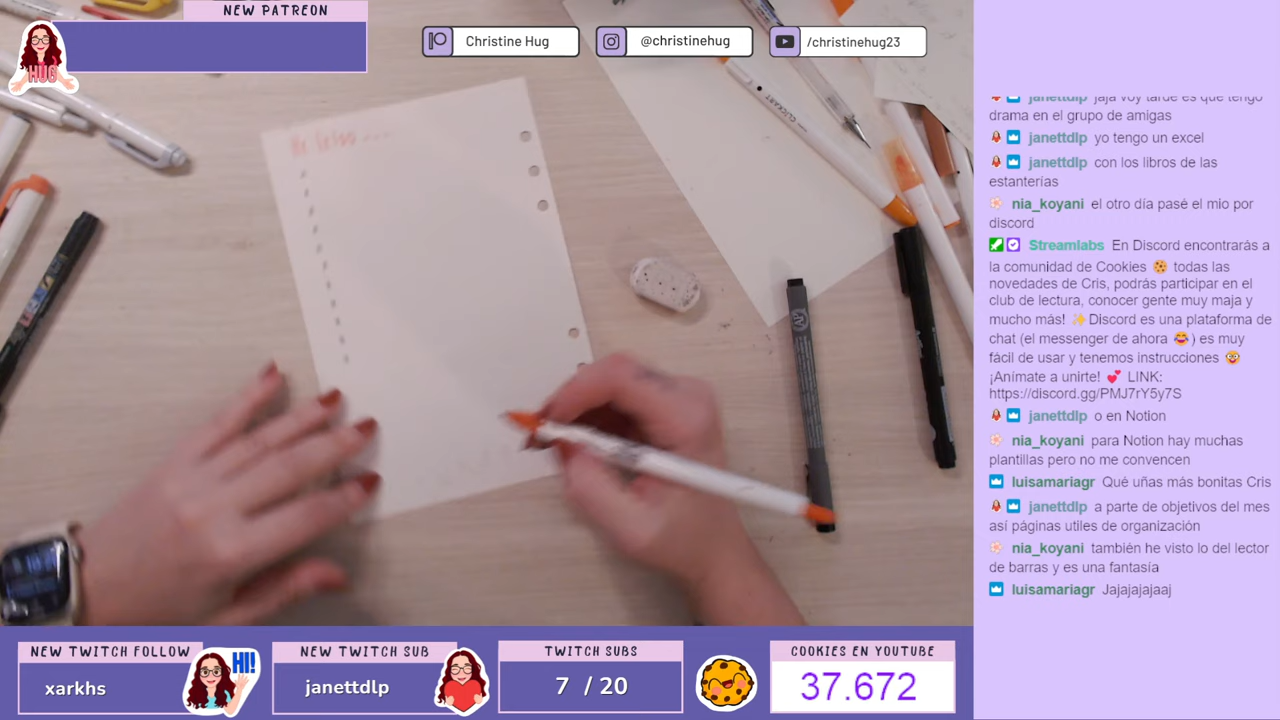 NEW PATREON
HUG
Christine Hug
@christinehug
/christinehug23
CLICKART
janettdlp jaja voy tarde es que tengo
drama en el grupo de amigas
janettdlp yo tengo un excel
janettdlp con los libros de las
estanterías
nia_koyani el otro día pasé el mio por
discord
Streamlabs En Discord encontrarás a
la comunidad de Cookies 🍪 todas las
novedades de Cris, podrás participar en el
club de lectura, conocer gente muy maja y
mucho más! ✨ Discord es una plataforma de
chat (el messenger de ahora 😂) es muy
fácil de usar y tenemos instrucciones 🤓
¡Anímate a unirte! 💕 LINK:
https://discord.gg/PMJ7rY5y7S
janettdlp o en Notion
nia_koyani para Notion hay muchas
plantillas pero no me convencen
luisamariagr Qué uñas más bonitas Cris
janettdlp a parte de objetivos del mes
así páginas utiles de organización
nia_koyani también he visto lo del lector
de barras y es una fantasía
luisamariagr Jajajajajaaj
NEW TWITCH FOLLOW
xarkhs
HI!
NEW TWITCH SUB
janettdlp
TWITCH SUBS
7 / 20
COOKIES EN YOUTUBE
37.672